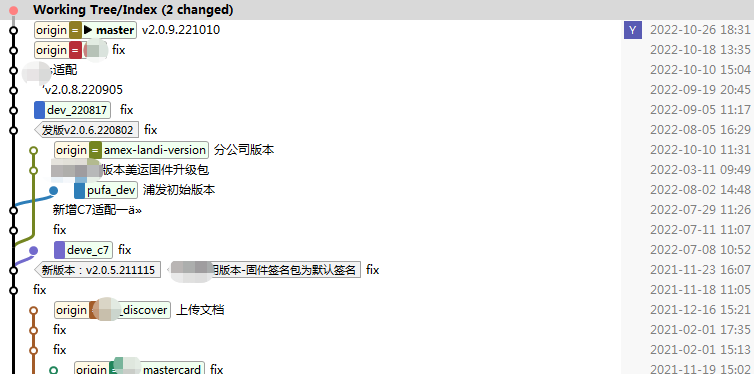 Working Tree/Index (2 changed)
origin = ▶ master v2.0.9.221010 Y 2022-10-26 18:31
origin = fix 2022-10-18 13:35
适配 2022-10-10 15:04
v2.0.8.220905 2022-09-19 20:45
dev_220817 fix 2022-09-05 11:17
发版v2.0.6.220802 fix 2022-08-05 16:29
origin = amex-landi-version 分公司版本 2022-10-10 11:31
版本美运固件升级包 2022-03-11 09:49
pufa_dev 浦发初始版本 2022-08-02 14:48
新增C7适配一ä» 2022-07-29 11:26
fix 2022-07-11 11:07
deve_c7 fix 2022-07-08 10:52
新版本：v2.0.5.211115 版本-固件签名包为默认签名 fix 2021-11-23 16:07
fix 2021-11-18 11:05
origin _discover 上传文档 2021-12-16 15:21
fix 2021-02-01 17:35
fix 2021-02-01 15:13
origin = mastercard fix 2021-11-19 15:02